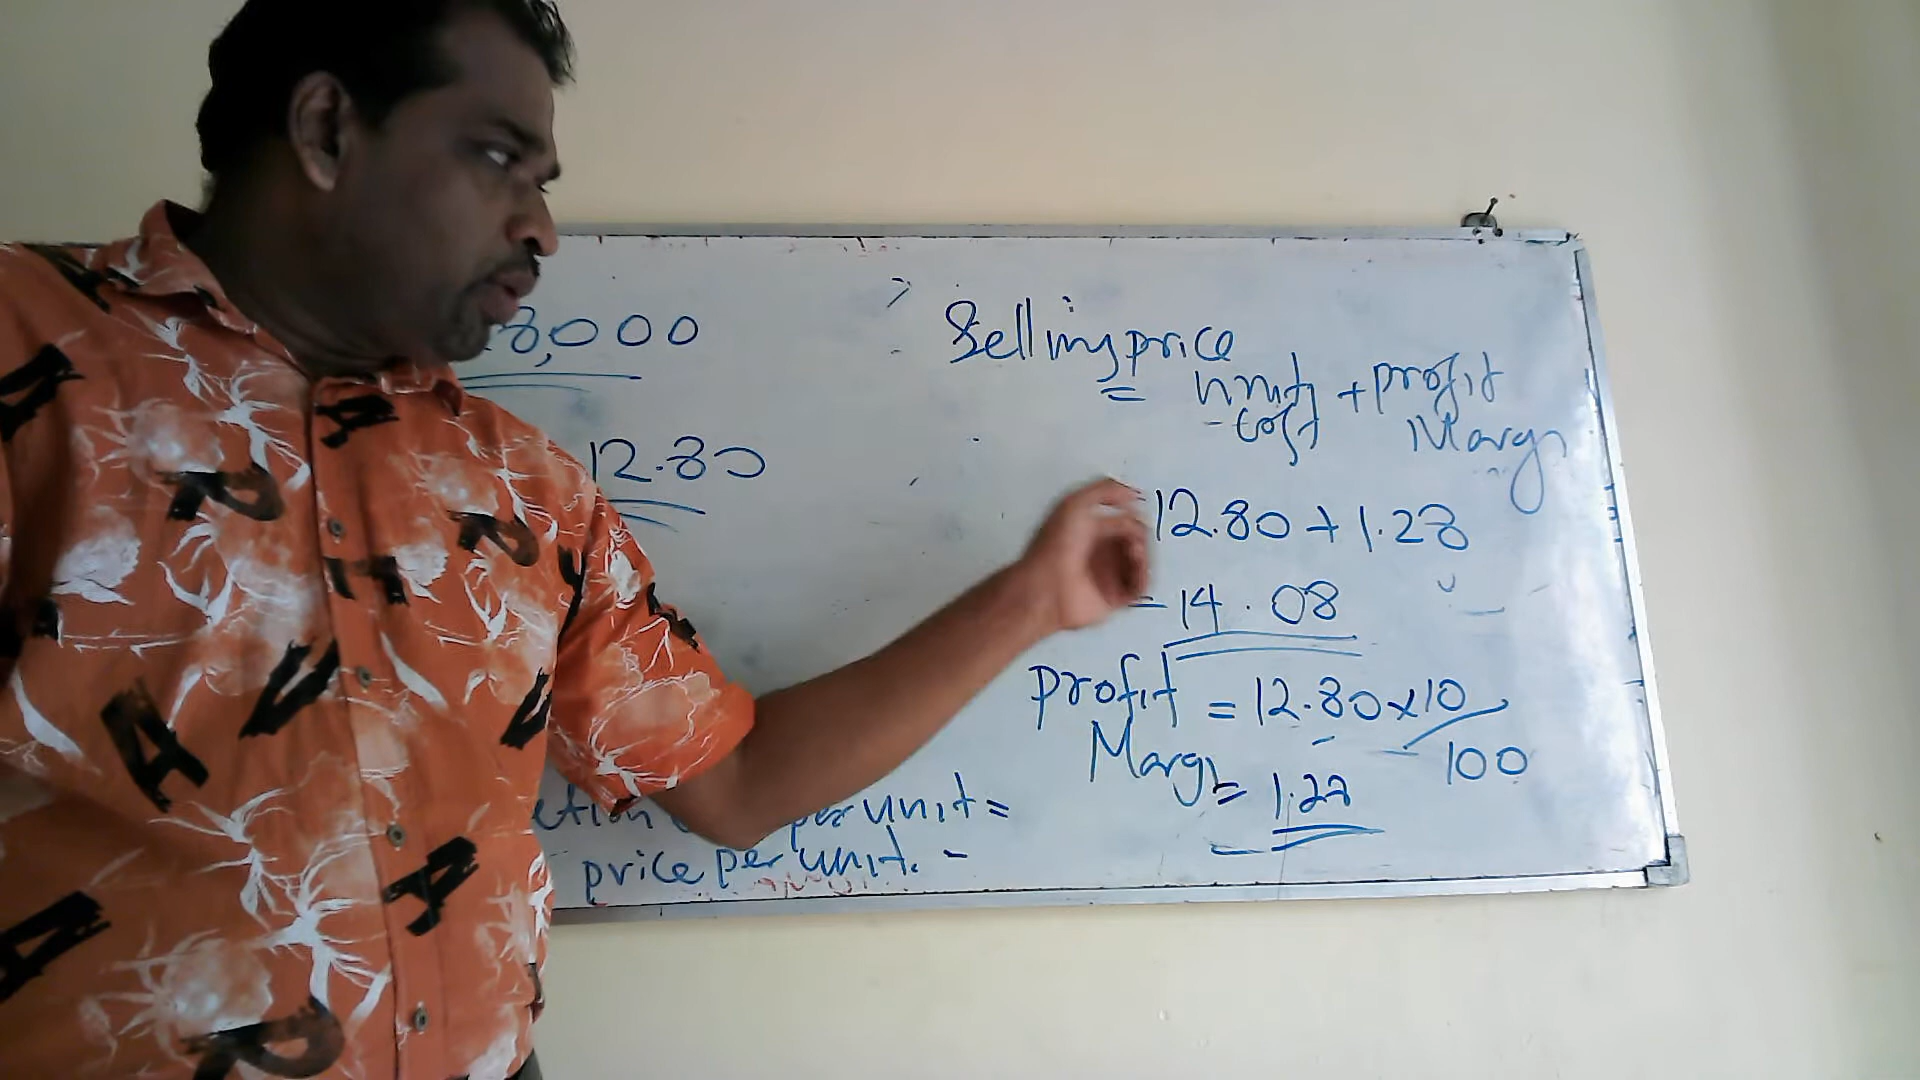 8,000
12.80
per unit =
price per unit. -
Selling price
= unit cost + profit Margin
12.80 + 1.28
= 14.08
profit Margin = 12.80 x 10 / 100
= 1.28